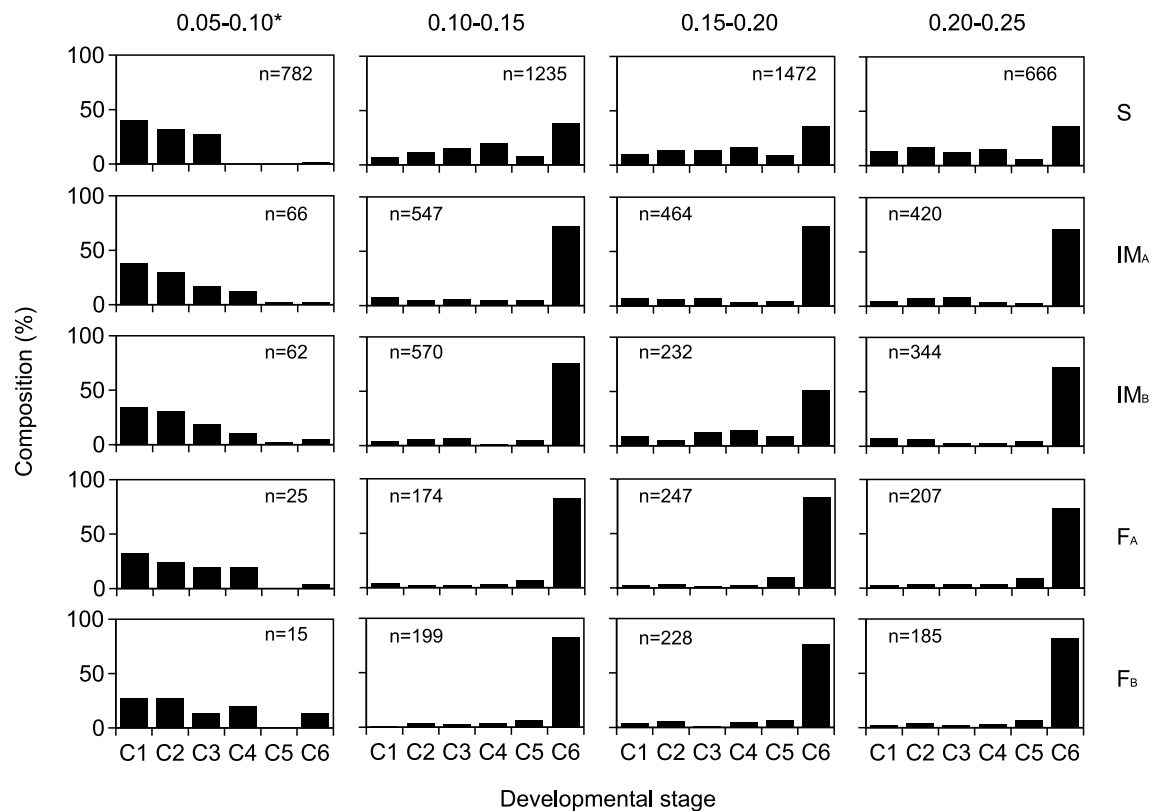 0.05-0.10* 0.10-0.15 0.15-0.20 0.20-0.25
100 n=782 n=1235 n=1472 n=666
50 S
0
100 n=66 n=547 n=464 n=420
50 IMA
0
100 n=62 n=570 n=232 n=344
50 IMB
0
100 n=25 n=174 n=247 n=207
50 FA
0
100 n=15 n=199 n=228 n=185
50 FB
0
C1 C2 C3 C4 C5 C6 C1 C2 C3 C4 C5 C6 C1 C2 C3 C4 C5 C6 C1 C2 C3 C4 C5 C6
Composition (%)
Developmental stage